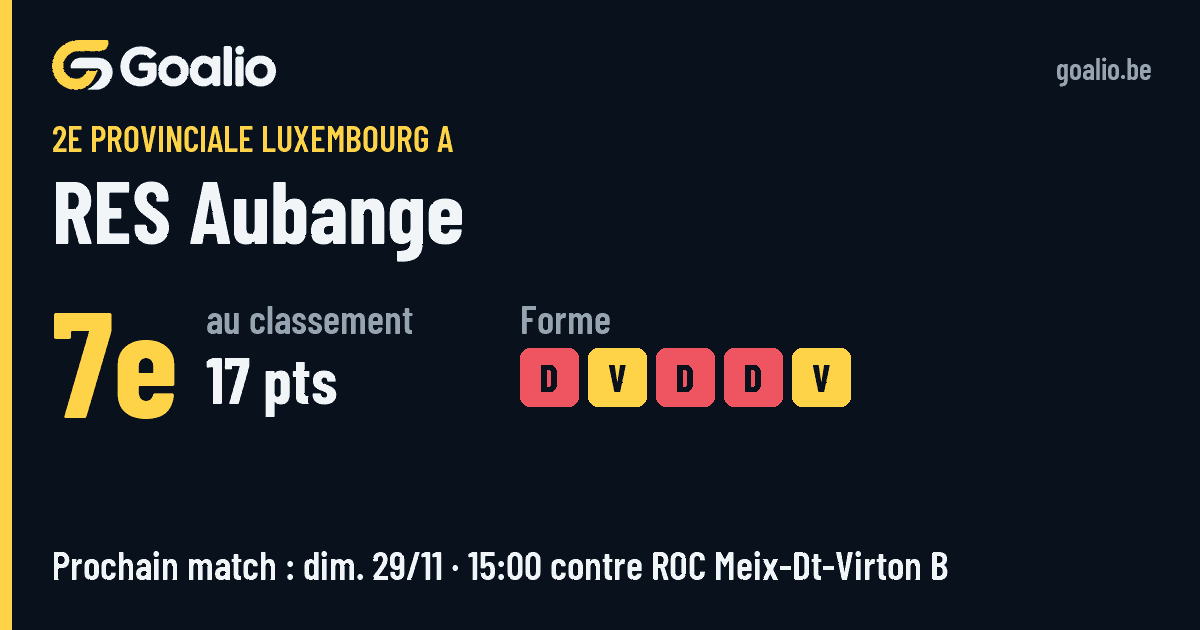 Goalio
goalio.be
2E PROVINCIALE LUXEMBOURG A
RES Aubange
7e
au classement
17 pts
Forme
D V D D V
Prochain match : dim. 29/11 · 15:00 contre ROC Meix-Dt-Virton B